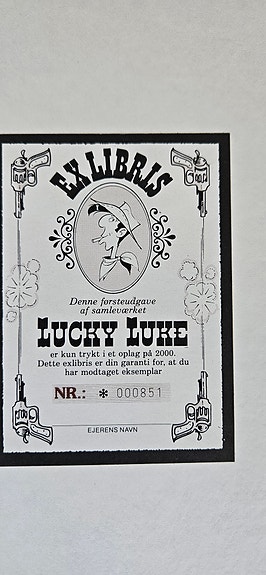 EX LIBRIS
Denne førsteudgave
af samleværket
LUCKY LUKE
er kun trykt i et oplag på 2000.
Dette exlibris er din garanti for, at du
har modtaget eksemplar
NR.: * 000851
EJERENS NAVN